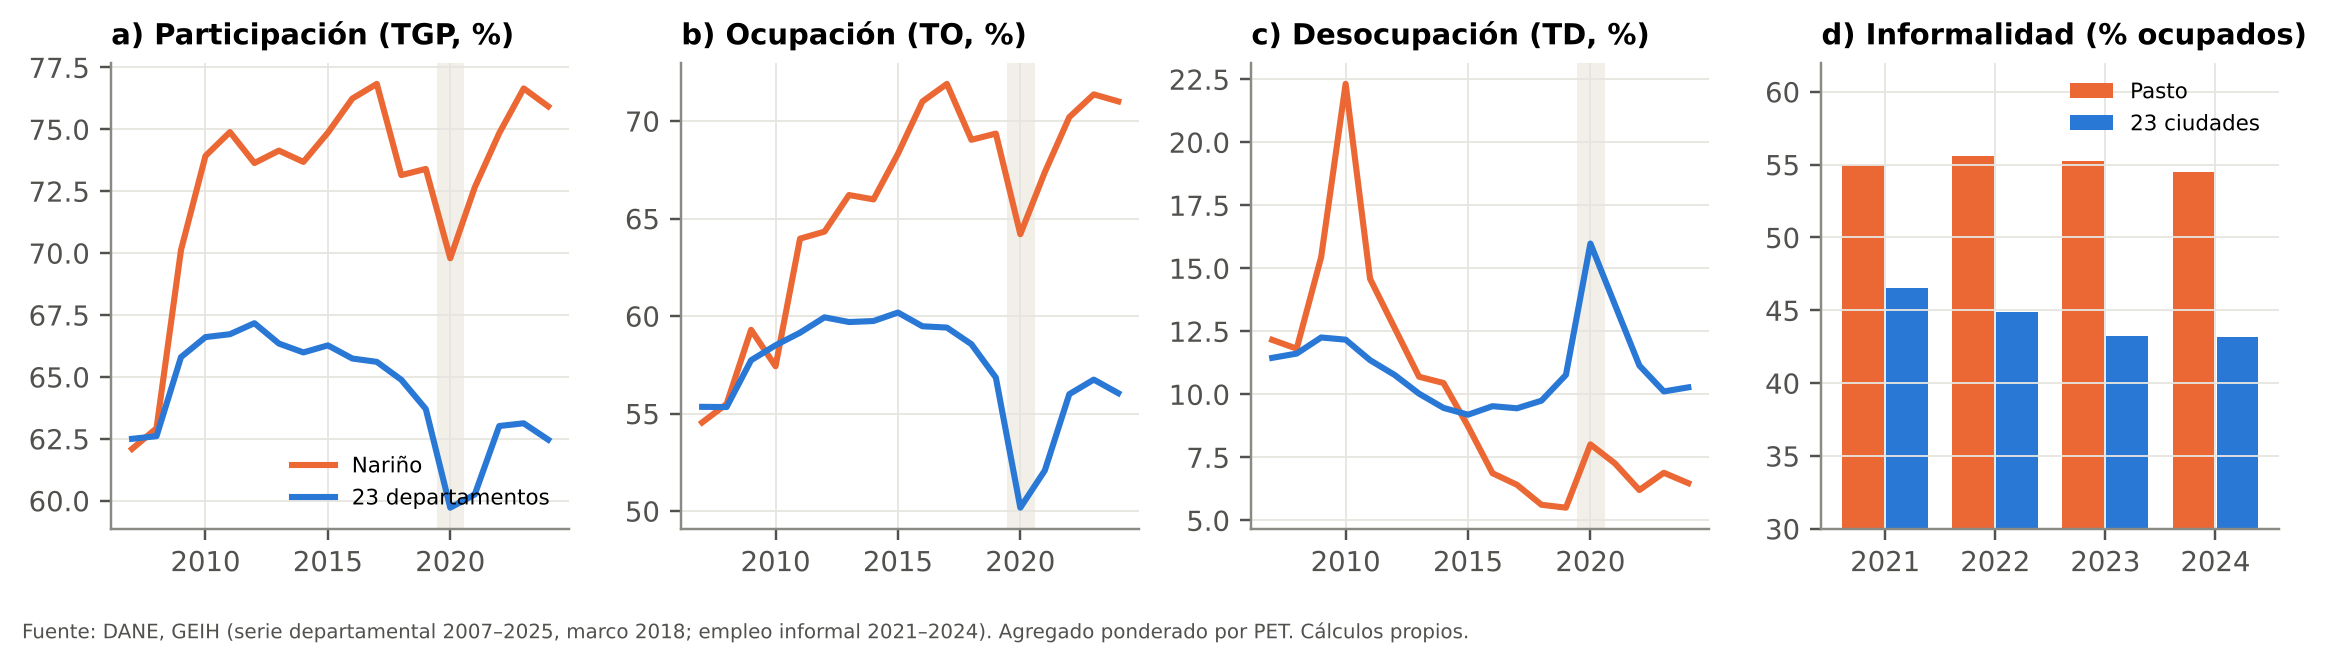 a) Participación (TGP, %)
77.5
75.0
72.5
70.0
67.5
65.0
62.5
60.0
2010 2015 2020
Nariño
23 departamentos
b) Ocupación (TO, %)
70
65
60
55
50
2010 2015 2020
c) Desocupación (TD, %)
22.5
20.0
17.5
15.0
12.5
10.0
7.5
5.0
2010 2015 2020
d) Informalidad (% ocupados)
60
55
50
45
40
35
30
2021 2022 2023 2024
Pasto
23 ciudades
Fuente: DANE, GEIH (serie departamental 2007–2025, marco 2018; empleo informal 2021–2024). Agregado ponderado por PET. Cálculos propios.